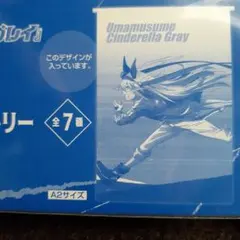 グレイ』
このデザインが
入っています。
Umamusume
Cinderella Gray
リー
全7種
A2サイズ